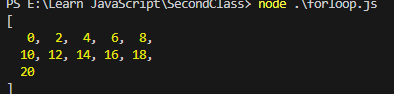 PS E:\Learn JavaScript\SecondClass> node .\forloop.js
[
0, 2, 4, 6, 8,
10, 12, 14, 16, 18,
20
]